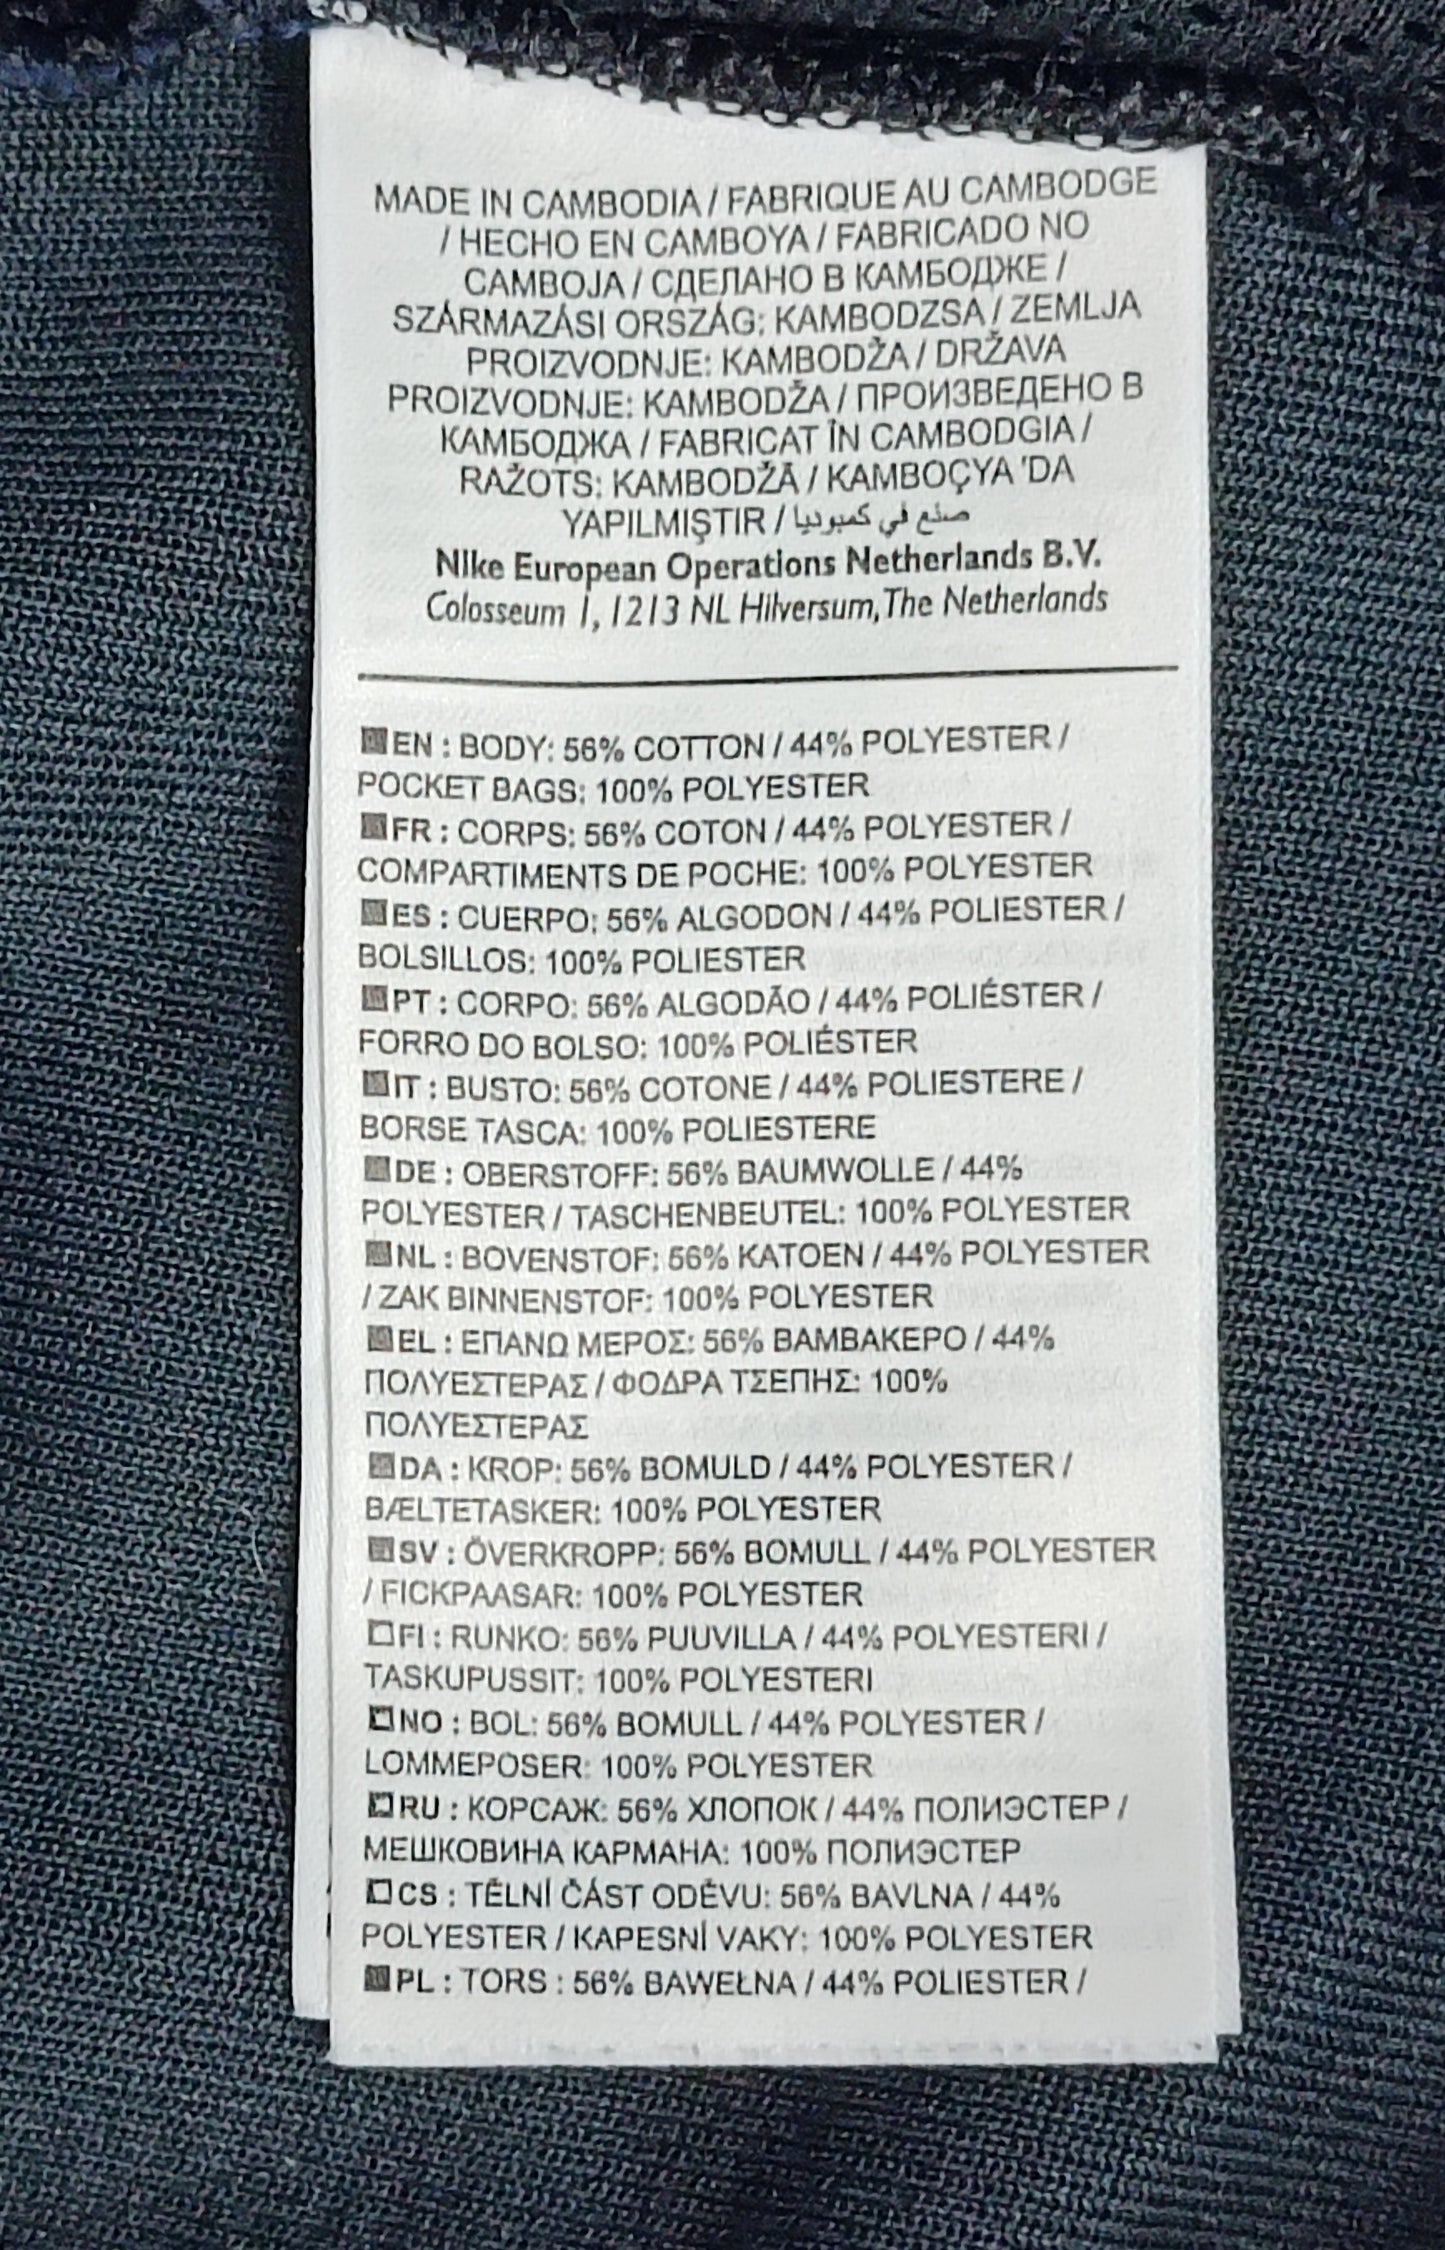 MADE IN CAMBODIA / FABRIQUE AU CAMBODGE
/ HECHO EN CAMBOYA / FABRICADO NO
CAMBOJA / СДЕЛАНО В КАМБОДЖЕ /
SZÁRMAZÁSI ORSZÁG: KAMBODZSA / ZEMLJA
PROIZVODNJE: KAMBODŽA / DRŽAVA
PROIZVODNJE: KAMBODŽA / ПРОИЗВЕДЕНО В
КАМБОДЖА / FABRICAT ÎN CAMBODGIA /
RAŽOTS: KAMBODŽĀ / KAMBOÇYA 'DA
YAPILMIŞTIR / صنع في كمبوديا
Nike European Operations Netherlands B.V.
Colosseum 1, 1213 NL Hilversum, The Netherlands
EN : BODY: 56% COTTON / 44% POLYESTER /
POCKET BAGS: 100% POLYESTER
FR : CORPS: 56% COTON / 44% POLYESTER /
COMPARTIMENTS DE POCHE: 100% POLYESTER
ES : CUERPO: 56% ALGODON / 44% POLIESTER /
BOLSILLOS: 100% POLIESTER
PT : CORPO: 56% ALGODÃO / 44% POLIÉSTER /
FORRO DO BOLSO: 100% POLIÉSTER
IT : BUSTO: 56% COTONE / 44% POLIESTERE /
BORSE TASCA: 100% POLIESTERE
DE : OBERSTOFF: 56% BAUMWOLLE / 44%
POLYESTER / TASCHENBEUTEL: 100% POLYESTER
NL : BOVENSTOF: 56% KATOEN / 44% POLYESTER
/ ZAK BINNENSTOF: 100% POLYESTER
EL : ΕΠΑΝΩ ΜΕΡΟΣ: 56% ΒΑΜΒΑΚΕΡΟ / 44%
ΠΟΛΥΕΣΤΕΡΑΣ / ΦΟΔΡΑ ΤΣΕΠΗΣ: 100%
ΠΟΛΥΕΣΤΕΡΑΣ
DA : KROP: 56% BOMULD / 44% POLYESTER /
BÆLTETASKER: 100% POLYESTER
SV : ÖVERKROPP: 56% BOMULL / 44% POLYESTER
/ FICKPAASAR: 100% POLYESTER
FI : RUNKO: 56% PUUVILLA / 44% POLYESTERI /
TASKUPUSSIT: 100% POLYESTERI
NO : BOL: 56% BOMULL / 44% POLYESTER /
LOMMEPOSER: 100% POLYESTER
RU : КОРСАЖ: 56% ХЛОПОК / 44% ПОЛИЭСТЕР /
МЕШКОВИНА КАРМАНА: 100% ПОЛИЭСТЕР
CS : TĚLNÍ ČÁST ODĚVU: 56% BAVLNA / 44%
POLYESTER / KAPESNÍ VAKY: 100% POLYESTER
PL : TORS : 56% BAWEŁNA / 44% POLIESTER /